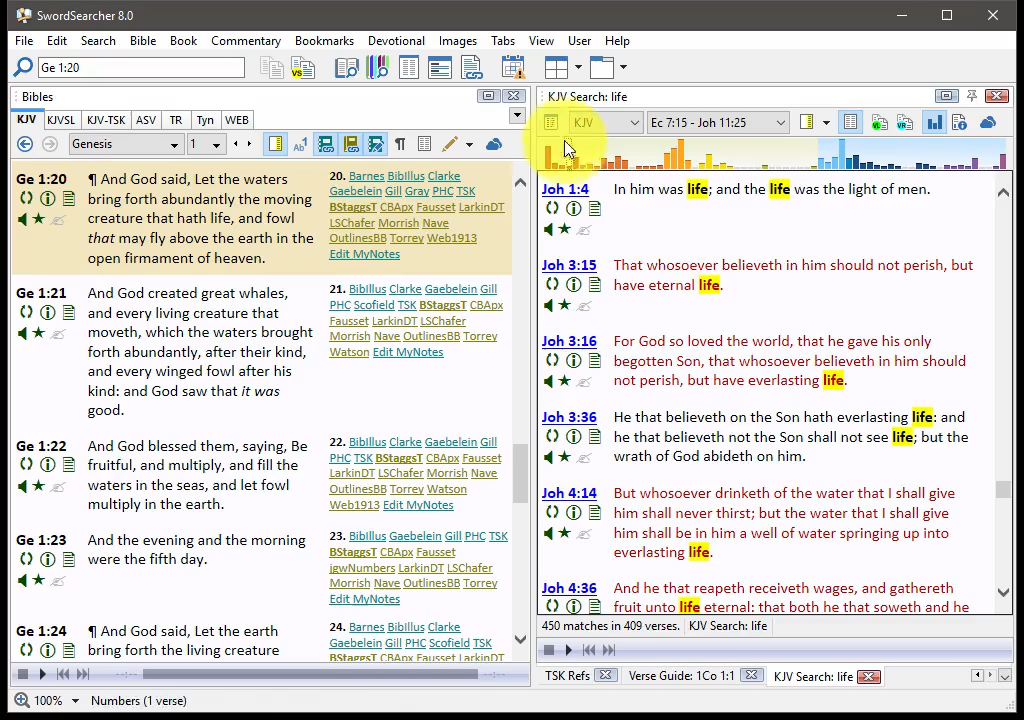 SwordSearcher 8.0
File Edit Search Bible Book Commentary Bookmarks Devotional Images Tabs View User Help
Ge 1:20
VS
Bibles
KJV KJVSL KJV-TSK ASV TR Tyn WEB
Genesis 1
Ge 1:20 ¶ And God said, Let the waters
bring forth abundantly the moving
creature that hath life, and fowl
that may fly above the earth in the
open firmament of heaven.
20. Barnes BibIllus Clarke
Gaebelein Gill Gray PHC TSK
BStaggsT CBApx Fausset LarkinDT
LSChafer Morrish Nave
OutlinesBB Torrey Web1913
Edit MyNotes
Ge 1:21 And God created great whales,
and every living creature that
moveth, which the waters brought
forth abundantly, after their kind,
and every winged fowl after his
kind: and God saw that it was
good.
21. BibIllus Clarke Gaebelein Gill
PHC Scofield TSK BStaggsT CBApx
Fausset LarkinDT LSChafer
Morrish Nave OutlinesBB Torrey
Watson Edit MyNotes
Ge 1:22 And God blessed them, saying, Be
fruitful, and multiply, and fill the
waters in the seas, and let fowl
multiply in the earth.
22. BibIllus Clarke Gaebelein Gill
PHC TSK BStaggsT CBApx Fausset
LarkinDT LSChafer Morrish Nave
OutlinesBB Torrey Watson
Web1913 Edit MyNotes
Ge 1:23 And the evening and the morning
were the fifth day.
23. BibIllus Gaebelein Gill PHC TSK
BStaggsT CBApx Fausset
jgwNumbers LarkinDT LSChafer
Morrish Nave OutlinesBB Torrey
Edit MyNotes
Ge 1:24 ¶ And God said, Let the earth
bring forth the living creature
24. Barnes BibIllus Clarke
Gaebelein Gill PHC Scofield TSK
BStaggsT CBApx Fausset LarkinDT
100% Numbers (1 verse)
KJV Search: life
KJV Ec 7:15 - Joh 11:25
Joh 1:4 In him was life; and the life was the light of men.
Joh 3:15 That whosoever believeth in him should not perish, but
have eternal life.
Joh 3:16 For God so loved the world, that he gave his only
begotten Son, that whosoever believeth in him should
not perish, but have everlasting life.
Joh 3:36 He that believeth on the Son hath everlasting life: and
he that believeth not the Son shall not see life; but the
wrath of God abideth on him.
Joh 4:14 But whosoever drinketh of the water that I shall give
him shall never thirst; but the water that I shall give
him shall be in him a well of water springing up into
everlasting life.
Joh 4:36 And he that reapeth receiveth wages, and gathereth
fruit unto life eternal: that both he that soweth and he
450 matches in 409 verses. KJV Search: life
TSK Refs Verse Guide: 1Co 1:1 KJV Search: life